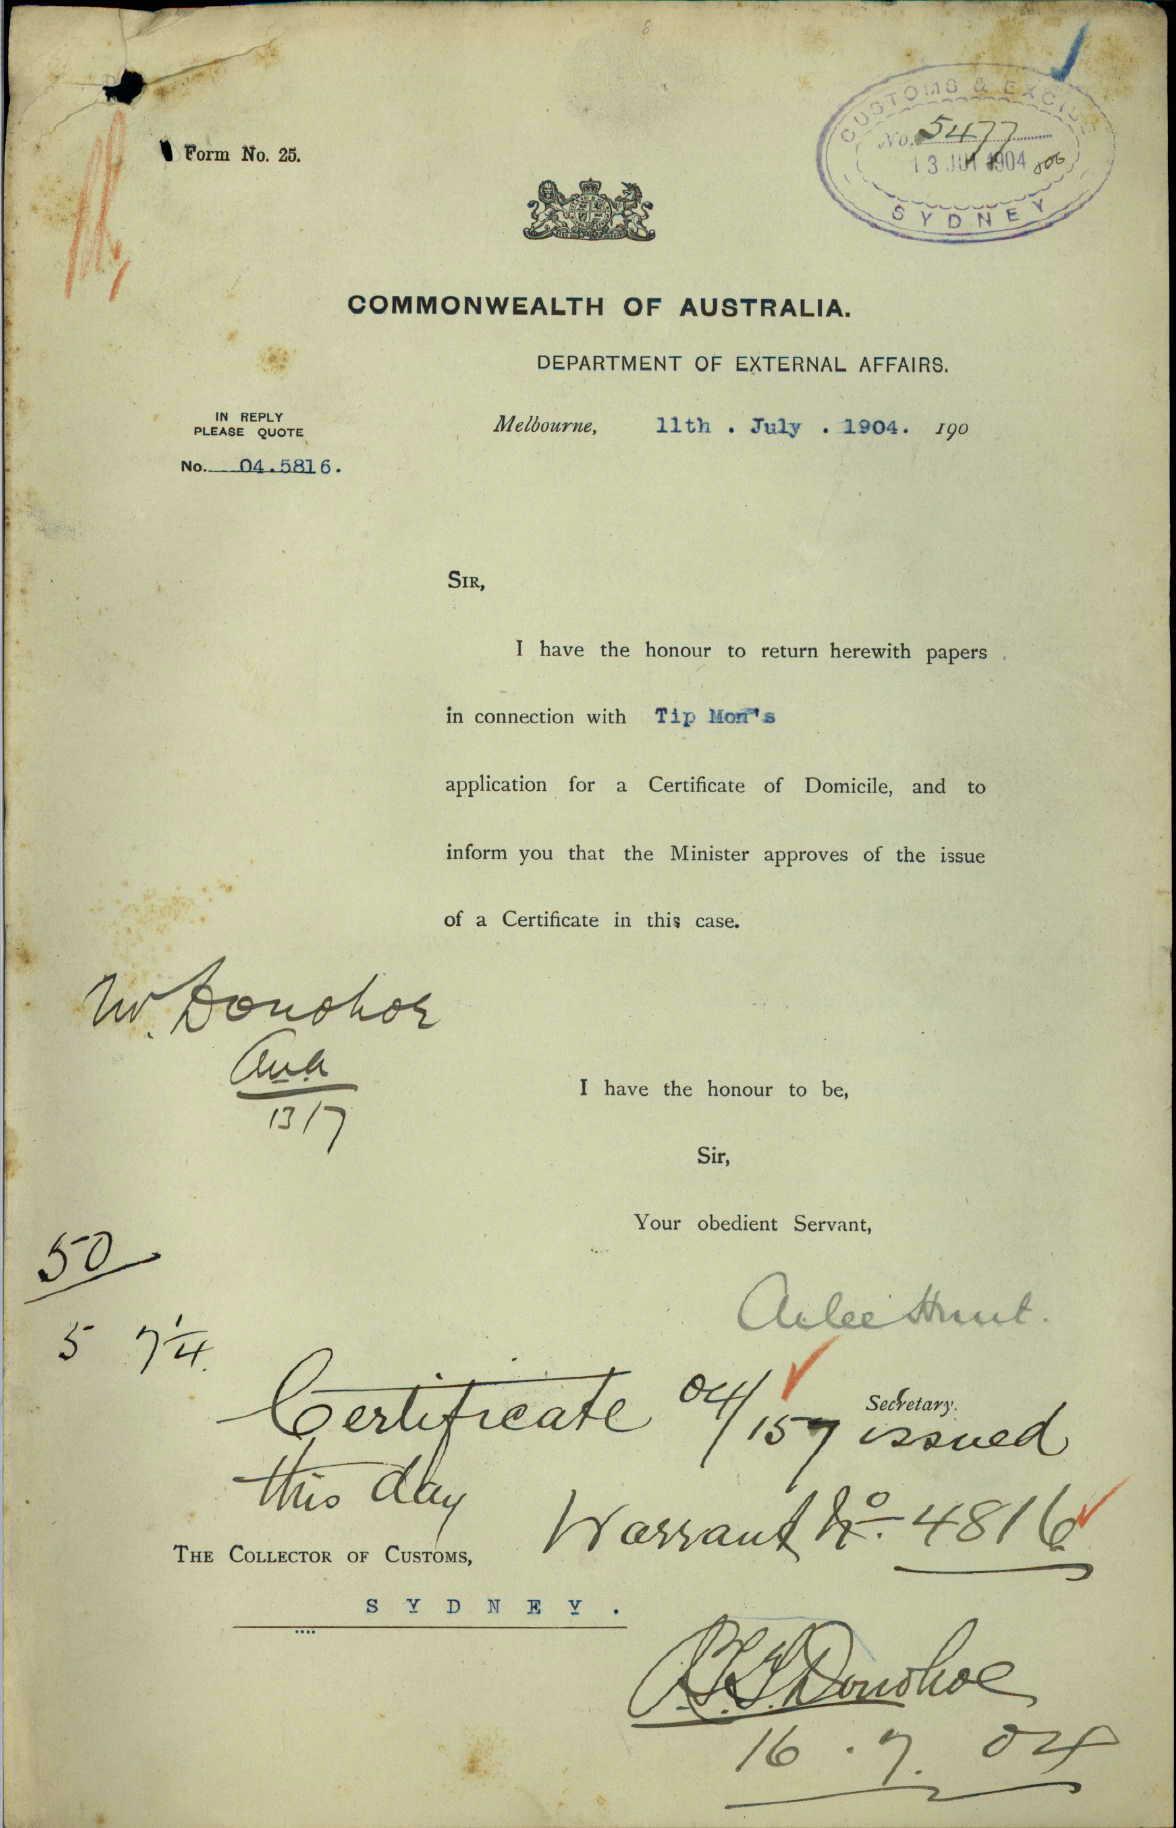 CUSTOMS & EXCISE
No. 5477
13 JUL 1904
SYDNEY
Form No. 25.
COMMONWEALTH OF AUSTRALIA.
DEPARTMENT OF EXTERNAL AFFAIRS.
IN REPLY
PLEASE QUOTE
No. 04.5816.
Melbourne, 11th . July . 1904. 190
SIR,
I have the honour to return herewith papers
in connection with Tip Mon's
application for a Certificate of Domicile, and to
inform you that the Minister approves of the issue
of a Certificate in this case.
Mr. Donohoe
13/7
I have the honour to be,
Sir,
Your obedient Servant,
50
5 7/4.
Atlee Hunt.
Secretary.
Certificate 04/157 issued
this day Warrant No. 4816
THE COLLECTOR OF CUSTOMS,
SYDNEY.
Donohoe
16.7.04